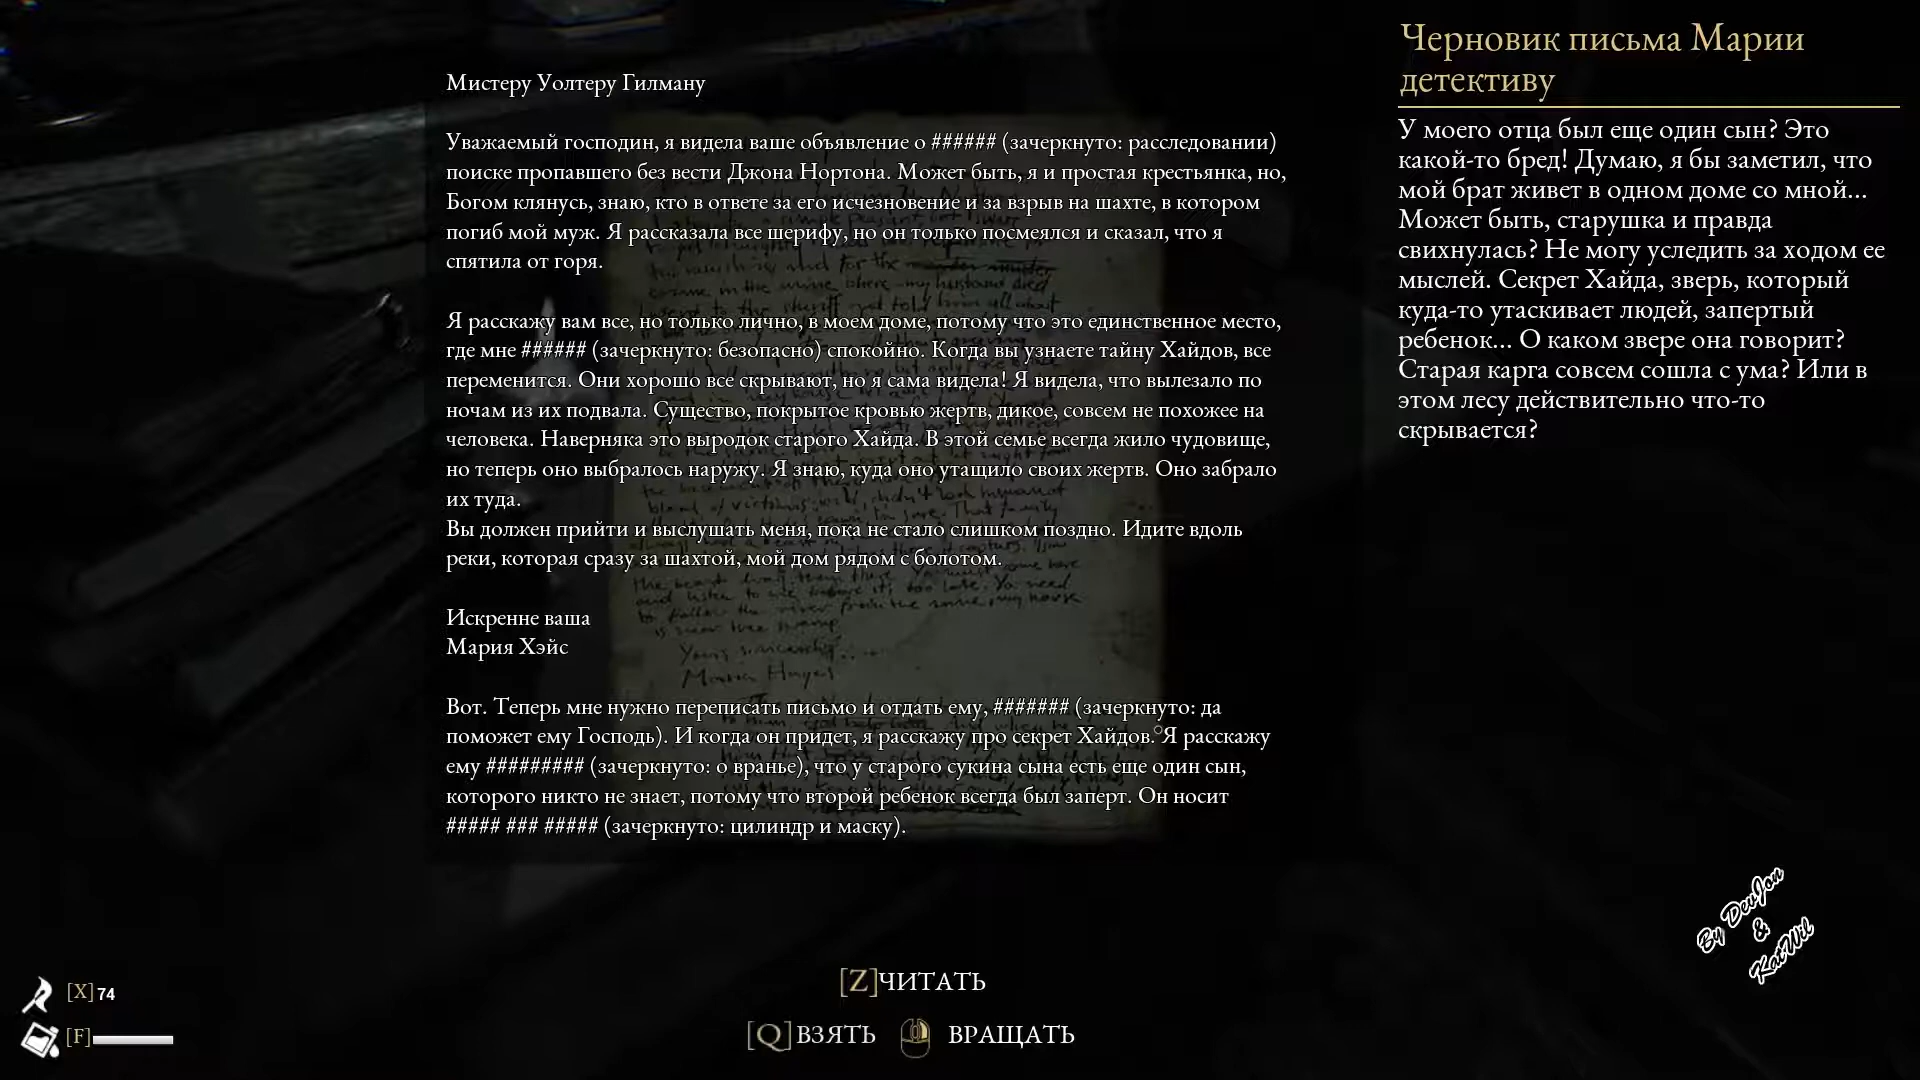 Мистеру Уолтеру Гилману
Уважаемый господин, я видела ваше объявление о ###### (зачеркнуто: расследовании)
поиске пропавшего без вести Джона Нортона. Может быть, я и простая крестьянка, но,
Богом клянусь, знаю, кто в ответе за его исчезновение и за взрыв на шахте, в котором
погиб мой муж. Я рассказала все шерифу, но он только посмеялся и сказал, что я
спятила от горя.
Я расскажу вам все, но только лично, в моем доме, потому что это единственное место,
где мне ###### (зачеркнуто: безопасно) спокойно. Когда вы узнаете тайну Хайдов, все
переменится. Они хорошо все скрывают, но я сама видела! Я видела, что вылезало по
ночам из их подвала. Существо, покрытое кровью жертв, дикое, совсем не похожее на
человека. Наверняка это выродок старого Хайда. В этой семье всегда жило чудовище,
но теперь оно выбралось наружу. Я знаю, куда оно утащило своих жертв. Оно забрало
их туда.
Вы должен прийти и выслушать меня, пока не стало слишком поздно. Идите вдоль
реки, которая сразу за шахтой, мой дом рядом с болотом.
Искренне ваша
Мария Хэйс
Вот. Теперь мне нужно переписать письмо и отдать ему, ####### (зачеркнуто: да
поможет ему Господь). И когда он придет, я расскажу про секрет Хайдов. Я расскажу
ему ######### (зачеркнуто: о вранье), что у старого сукина сына есть еще один сын,
которого никто не знает, потому что второй ребенок всегда был заперт. Он носит
##### ### ##### (зачеркнуто: цилиндр и маску).
Черновик письма Марии
детективу
У моего отца был еще один сын? Это
какой-то бред! Думаю, я бы заметил, что
мой брат живет в одном доме со мной...
Может быть, старушка и правда
свихнулась? Не могу уследить за ходом ее
мыслей. Секрет Хайда, зверь, который
куда-то утаскивает людей, запертый
ребенок... О каком звере она говорит?
Старая карга совсем сошла с ума? Или в
этом лесу действительно что-то
скрывается?
By DevJon
&
KatWil
[X] 74
[F]
[Z]ЧИТАТЬ
[Q]ВЗЯТЬ ВРАЩАТЬ